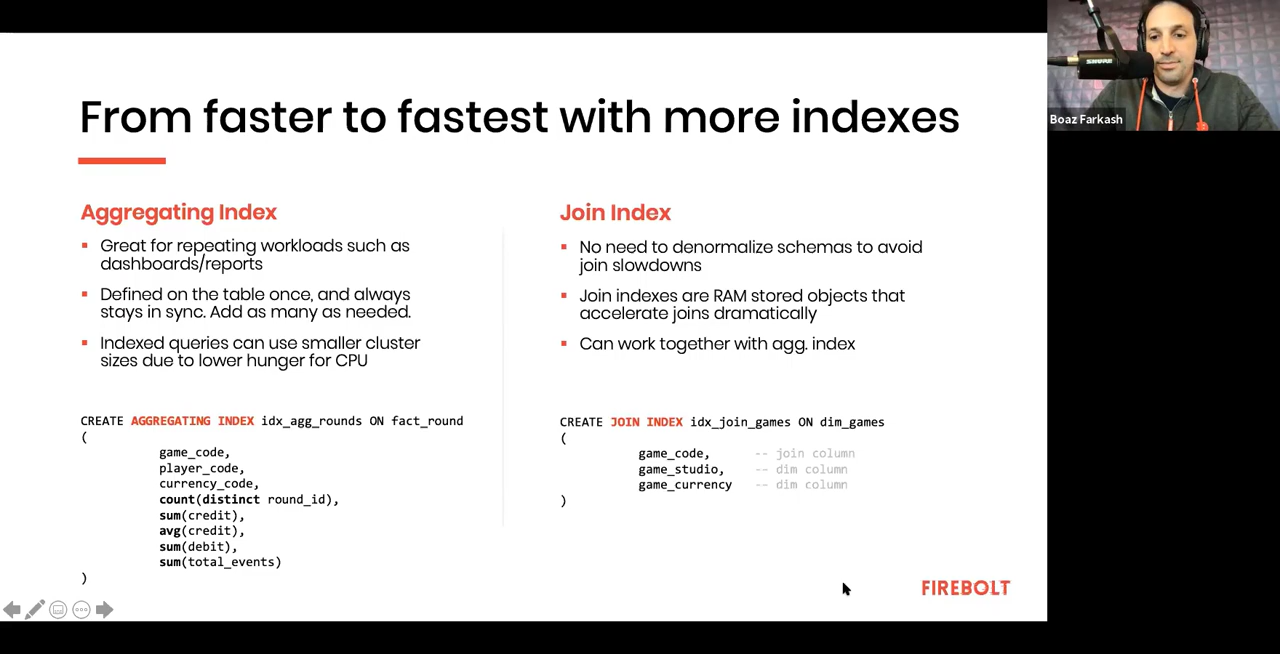 From faster to fastest with more indexes
Aggregating Index
▪ Great for repeating workloads such as
dashboards/reports
▪ Defined on the table once, and always
stays in sync. Add as many as needed.
▪ Indexed queries can use smaller cluster
sizes due to lower hunger for CPU
CREATE AGGREGATING INDEX idx_agg_rounds ON fact_round
(
game_code,
player_code,
currency_code,
count(distinct round_id),
sum(credit),
avg(credit),
sum(debit),
sum(total_events)
)
Join Index
▪ No need to denormalize schemas to avoid
join slowdowns
▪ Join indexes are RAM stored objects that
accelerate joins dramatically
▪ Can work together with agg. index
CREATE JOIN INDEX idx_join_games ON dim_games
(
game_code, -- join column
game_studio, -- dim column
game_currency -- dim column
)
FIREBOLT
SHURE
Boaz Farkash